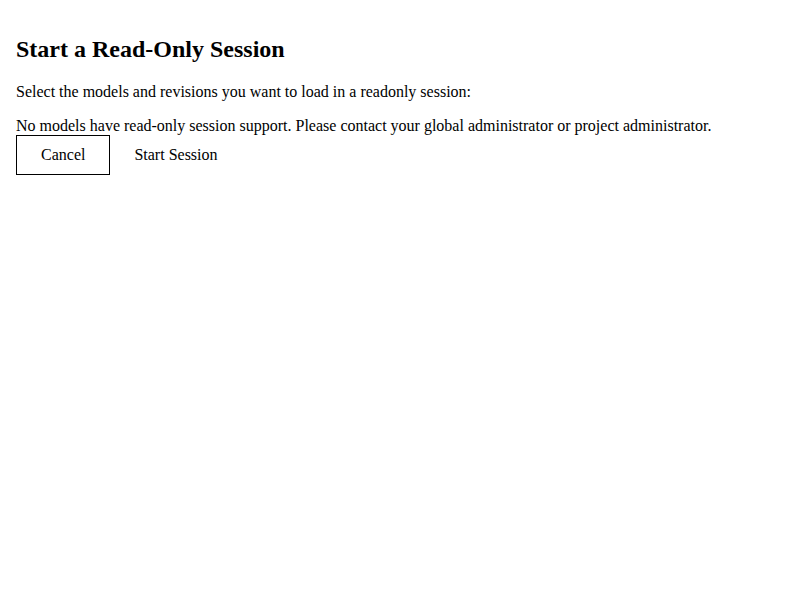 Start a Read-Only Session
Select the models and revisions you want to load in a readonly session:
No models have read-only session support. Please contact your global administrator or project administrator.
Cancel
Start Session